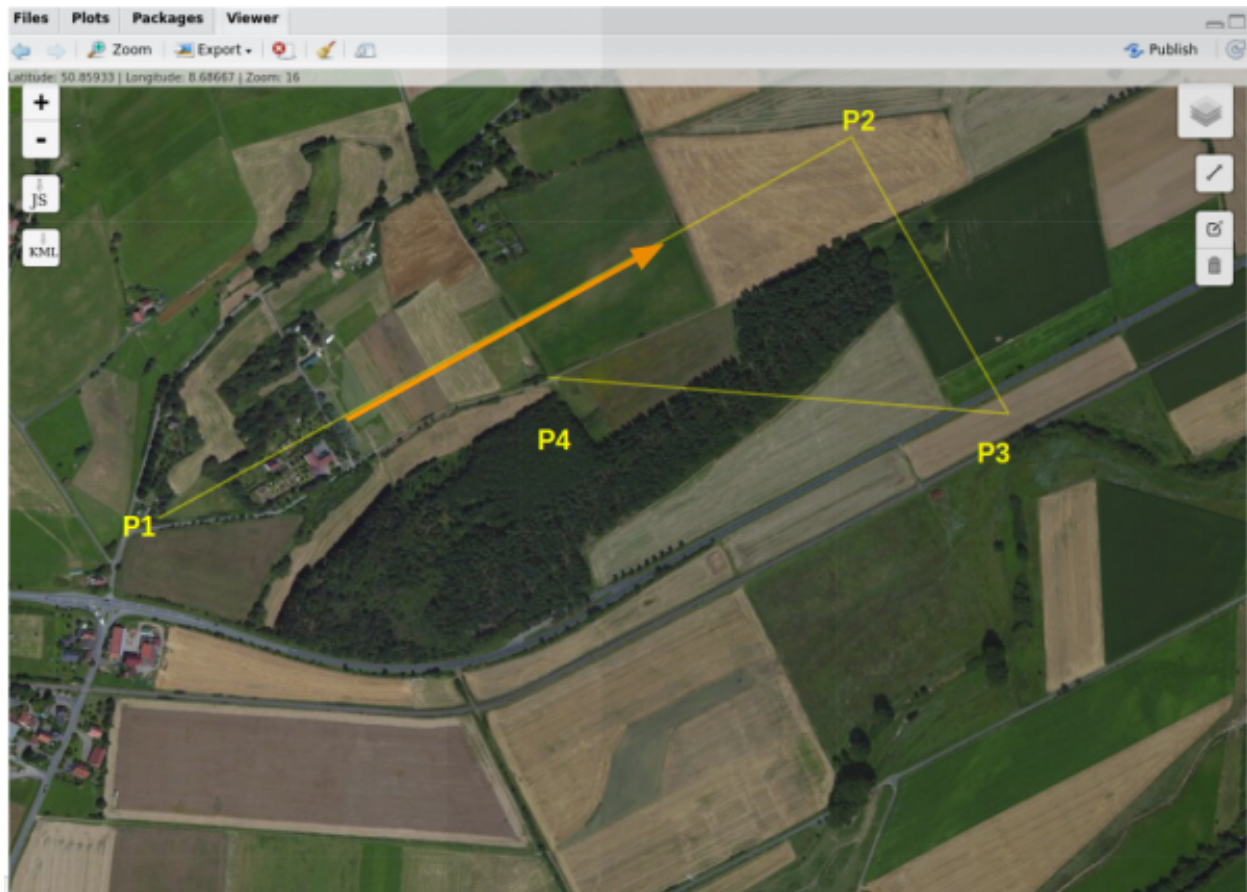 Files Plots Packages Viewer
Zoom Export Publish
Latitude: 50.85933 | Longitude: 8.68667 | Zoom: 16
+
-
JS
KML
P2
P4
P3
P1